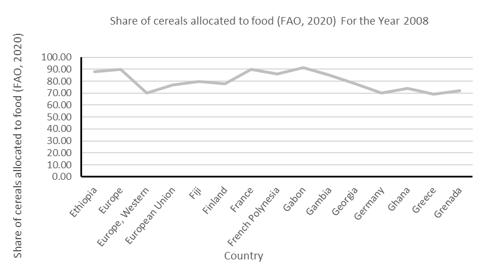 Share of cereals allocated to food (FAO, 2020) For the Year 2008
Share of cereals allocated to food (FAO, 2020)
100.00
90.00
80.00
70.00
60.00
50.00
40.00
30.00
20.00
10.00
0.00
Ethiopia
Europe
Europe, Western
European Union
Fiji
Finland
France
French Polynesia
Gabon
Gambia
Georgia
Germany
Ghana
Greece
Grenada
Country